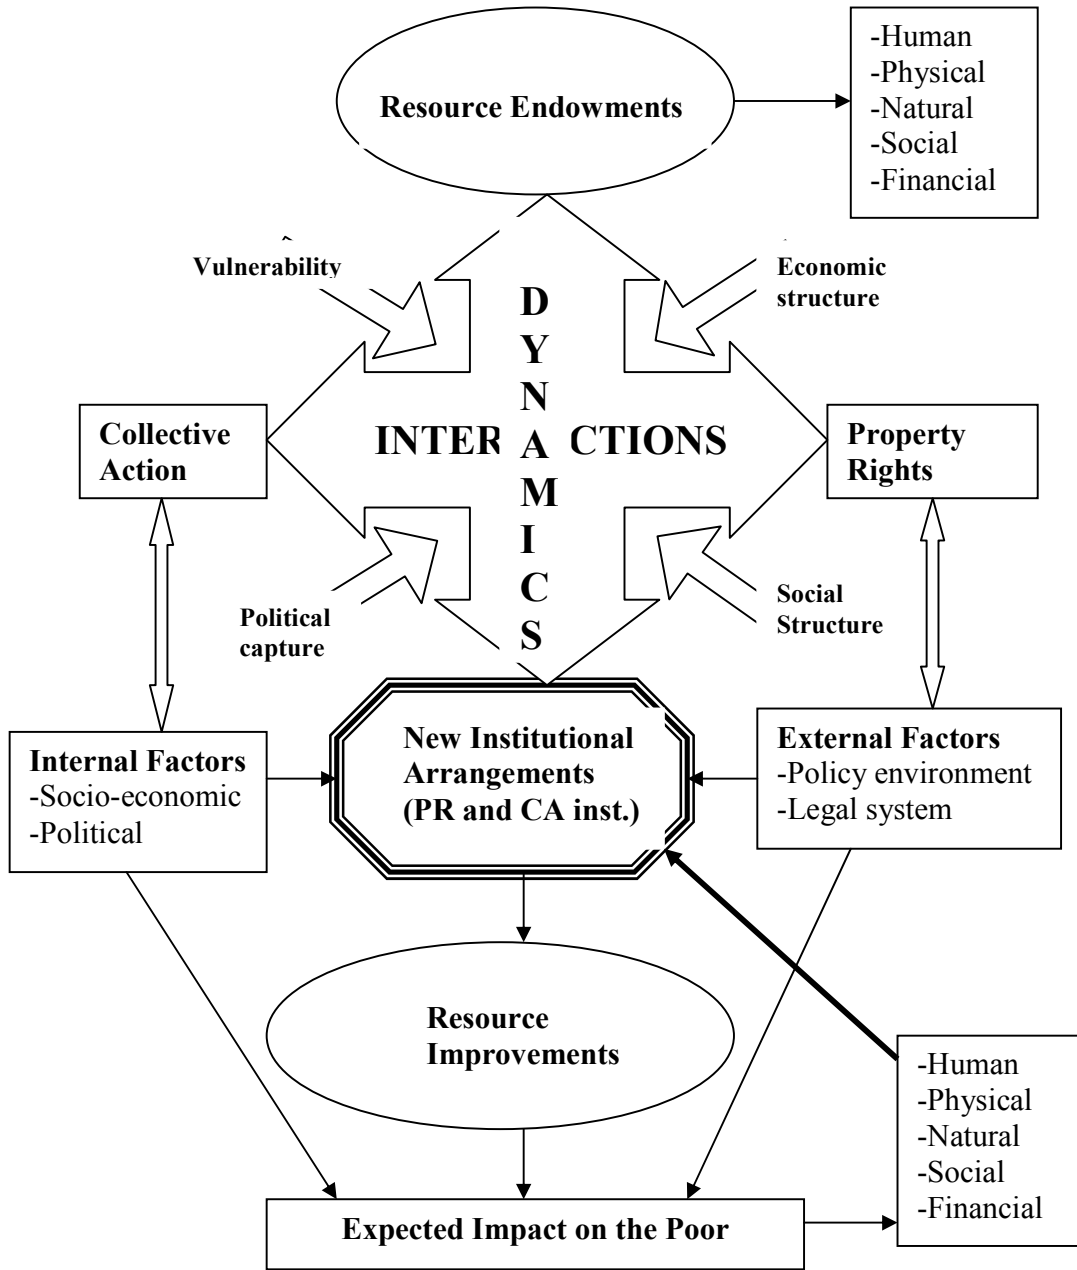 Resource Endowments
-Human
-Physical
-Natural
-Social
-Financial
Vulnerability
Economic
structure
D
Y
N
A
M
I
C
S
INTER CTIONS
Collective
Action
Property
Rights
Political
capture
Social
Structure
Internal Factors
-Socio-economic
-Political
New Institutional
Arrangements
(PR and CA inst.)
External Factors
-Policy environment
-Legal system
Resource
Improvements
-Human
-Physical
-Natural
-Social
-Financial
Expected Impact on the Poor